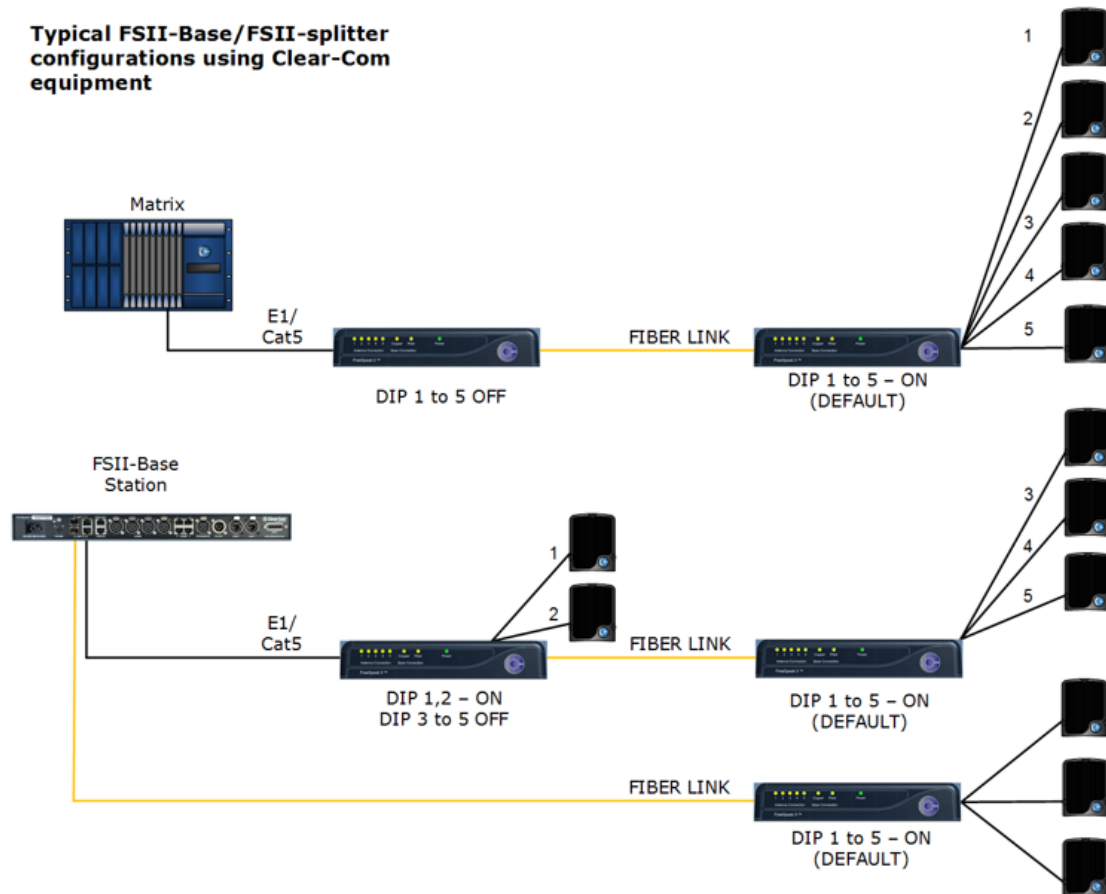 Typical FSII-Base/FSII-splitter
configurations using Clear-Com
equipment
1
2
3
4
5
Matrix
E1/
Cat5
FIBER LINK
DIP 1 to 5 OFF
DIP 1 to 5 – ON
(DEFAULT)
FSII-Base
Station
1
2
3
4
5
E1/
Cat5
FIBER LINK
DIP 1,2 – ON
DIP 3 to 5 OFF
DIP 1 to 5 – ON
(DEFAULT)
FIBER LINK
DIP 1 to 5 – ON
(DEFAULT)